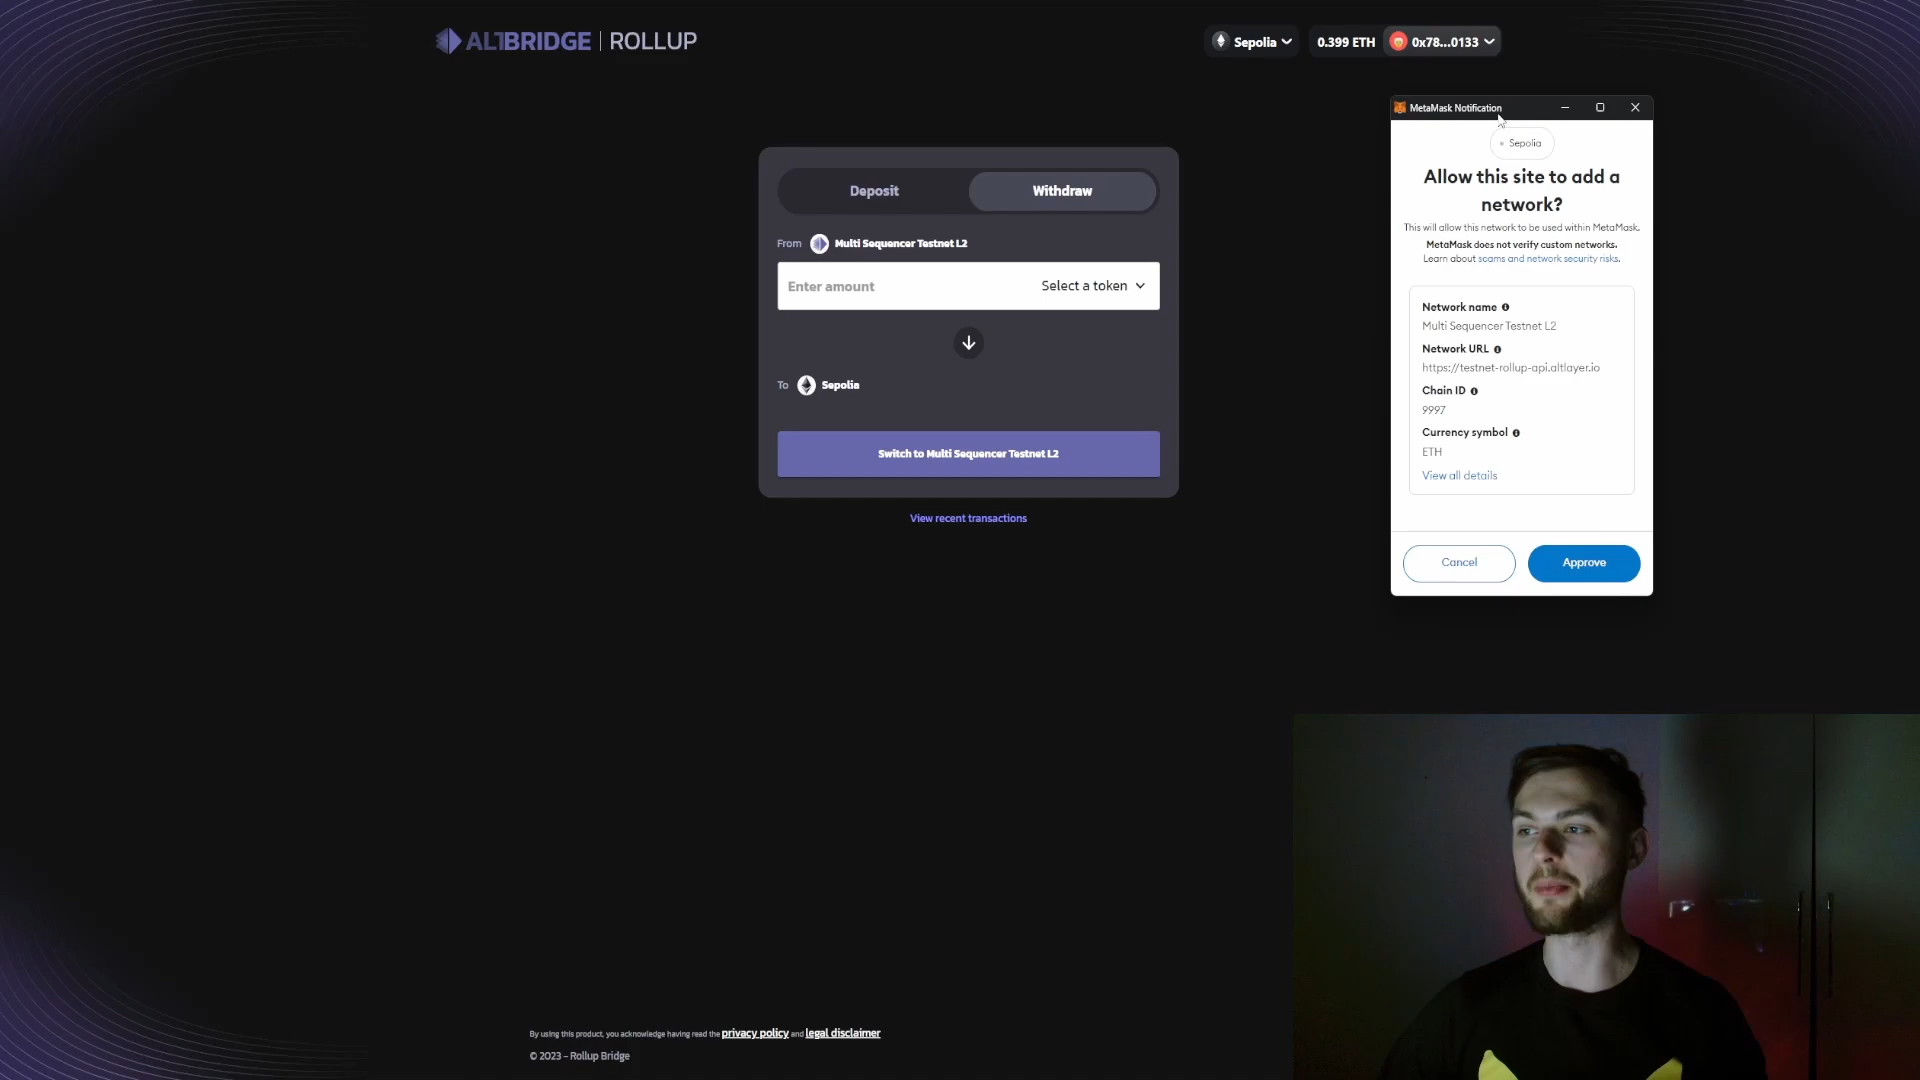 ALTBRIDGE | ROLLUP
Sepolia
0.399 ETH
0x78...0133
MetaMask Notification
Sepolia
Allow this site to add a
network?
This will allow this network to be used within MetaMask.
MetaMask does not verify custom networks.
Learn about scams and network security risks.
Network name
Multi Sequencer Testnet L2
Network URL
https://testnet-rollup-api.altlayer.io
Chain ID
9997
Currency symbol
ETH
View all details
Cancel
Approve
Deposit
Withdraw
From Multi Sequencer Testnet L2
Enter amount
Select a token
To Sepolia
Switch to Multi Sequencer Testnet L2
View recent transactions
By using this product, you acknowledge having read the privacy policy and legal disclaimer
© 2023 - Rollup Bridge